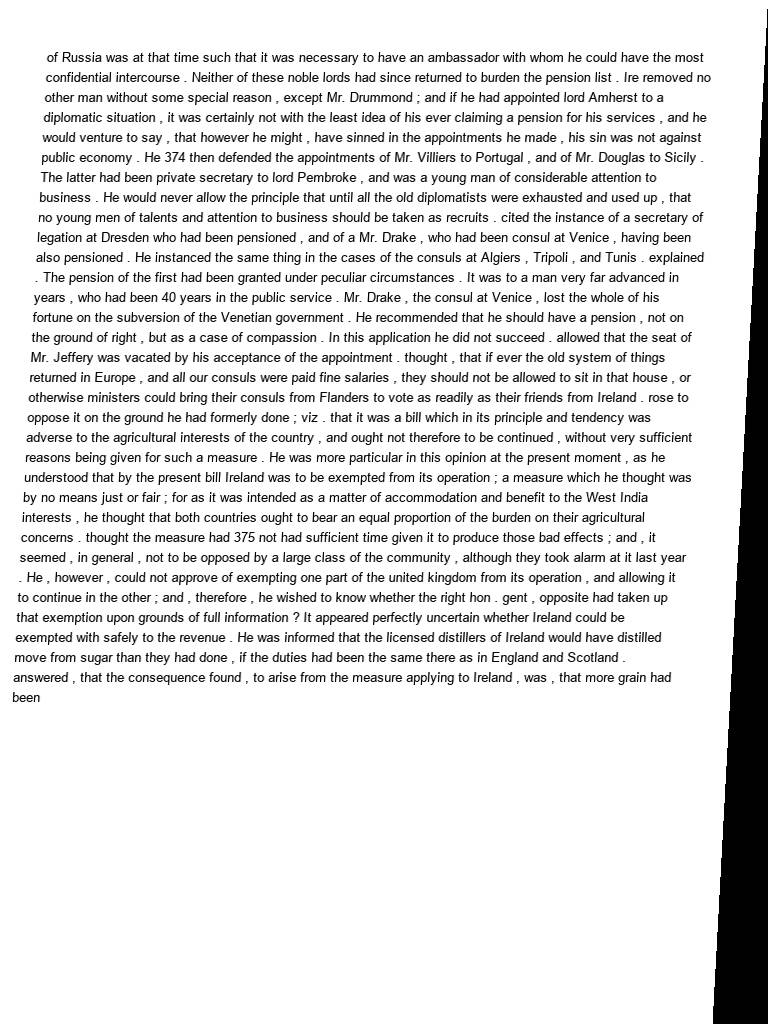 of Russia was at that time such that it was necessary to have an ambassador with whom he could have the most
confidential intercourse . Neither of these noble lords had since returned to burden the pension list . Ire removed no
other man without some special reason , except Mr. Drummond ; and if he had appointed lord Amherst to a
diplomatic situation , it was certainly not with the least idea of his ever claiming a pension for his services , and he
would venture to say , that however he might , have sinned in the appointments he made , his sin was not against
public economy . He 374 then defended the appointments of Mr. Villiers to Portugal , and of Mr. Douglas to Sicily .
The latter had been private secretary to lord Pembroke , and was a young man of considerable attention to
business . He would never allow the principle that until all the old diplomatists were exhausted and used up , that
no young men of talents and attention to business should be taken as recruits . cited the instance of a secretary of
legation at Dresden who had been pensioned , and of a Mr. Drake , who had been consul at Venice , having been
also pensioned . He instanced the same thing in the cases of the consuls at Algiers , Tripoli , and Tunis . explained
. The pension of the first had been granted under peculiar circumstances . It was to a man very far advanced in
years , who had been 40 years in the public service . Mr. Drake , the consul at Venice , lost the whole of his
fortune on the subversion of the Venetian government . He recommended that he should have a pension , not on
the ground of right , but as a case of compassion . In this application he did not succeed . allowed that the seat of
Mr. Jeffery was vacated by his acceptance of the appointment . thought , that if ever the old system of things
returned in Europe , and all our consuls were paid fine salaries , they should not be allowed to sit in that house , or
otherwise ministers could bring their consuls from Flanders to vote as readily as their friends from Ireland . rose to
oppose it on the ground he had formerly done ; viz . that it was a bill which in its principle and tendency was
adverse to the agricultural interests of the country , and ought not therefore to be continued , without very sufficient
reasons being given for such a measure . He was more particular in this opinion at the present moment , as he
understood that by the present bill Ireland was to be exempted from its operation ; a measure which he thought was
by no means just or fair ; for as it was intended as a matter of accommodation and benefit to the West India
interests , he thought that both countries ought to bear an equal proportion of the burden on their agricultural
concerns . thought the measure had 375 not had sufficient time given it to produce those bad effects ; and , it
seemed , in general , not to be opposed by a large class of the community , although they took alarm at it last year
. He , however , could not approve of exempting one part of the united kingdom from its operation , and allowing it
to continue in the other ; and , therefore , he wished to know whether the right hon . gent , opposite had taken up
that exemption upon grounds of full information ? It appeared perfectly uncertain whether Ireland could be
exempted with safely to the revenue . He was informed that the licensed distillers of Ireland would have distilled
move from sugar than they had done , if the duties had been the same there as in England and Scotland .
answered , that the consequence found , to arise from the measure applying to Ireland , was , that more grain had
been